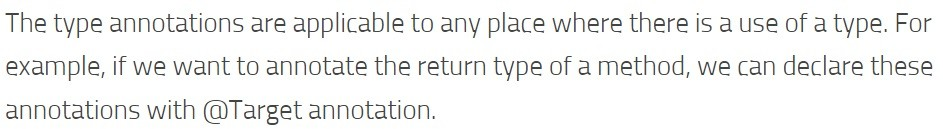 The type annotations are applicable to any place where there is a use of a type. For
example, if we want to annotate the return type of a method, we can declare these
annotations with @Target annotation.